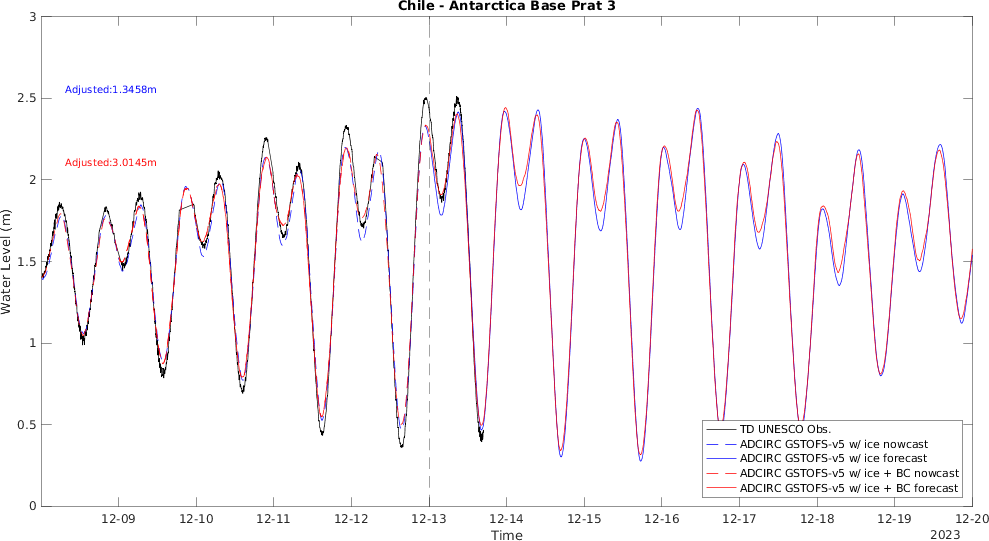 Chile - Antarctica Base Prat 3
Adjusted:1.3458m
Adjusted:3.0145m
Water Level (m)
3
2.5
2
1.5
1
0.5
0
TD UNESCO Obs.
ADCIRC GSTOFS-v5 w/ ice nowcast
ADCIRC GSTOFS-v5 w/ ice forecast
ADCIRC GSTOFS-v5 w/ ice + BC nowcast
ADCIRC GSTOFS-v5 w/ ice + BC forecast
12-09 12-10 12-11 12-12 12-13 12-14 12-15 12-16 12-17 12-18 12-19 12-20
Time
2023